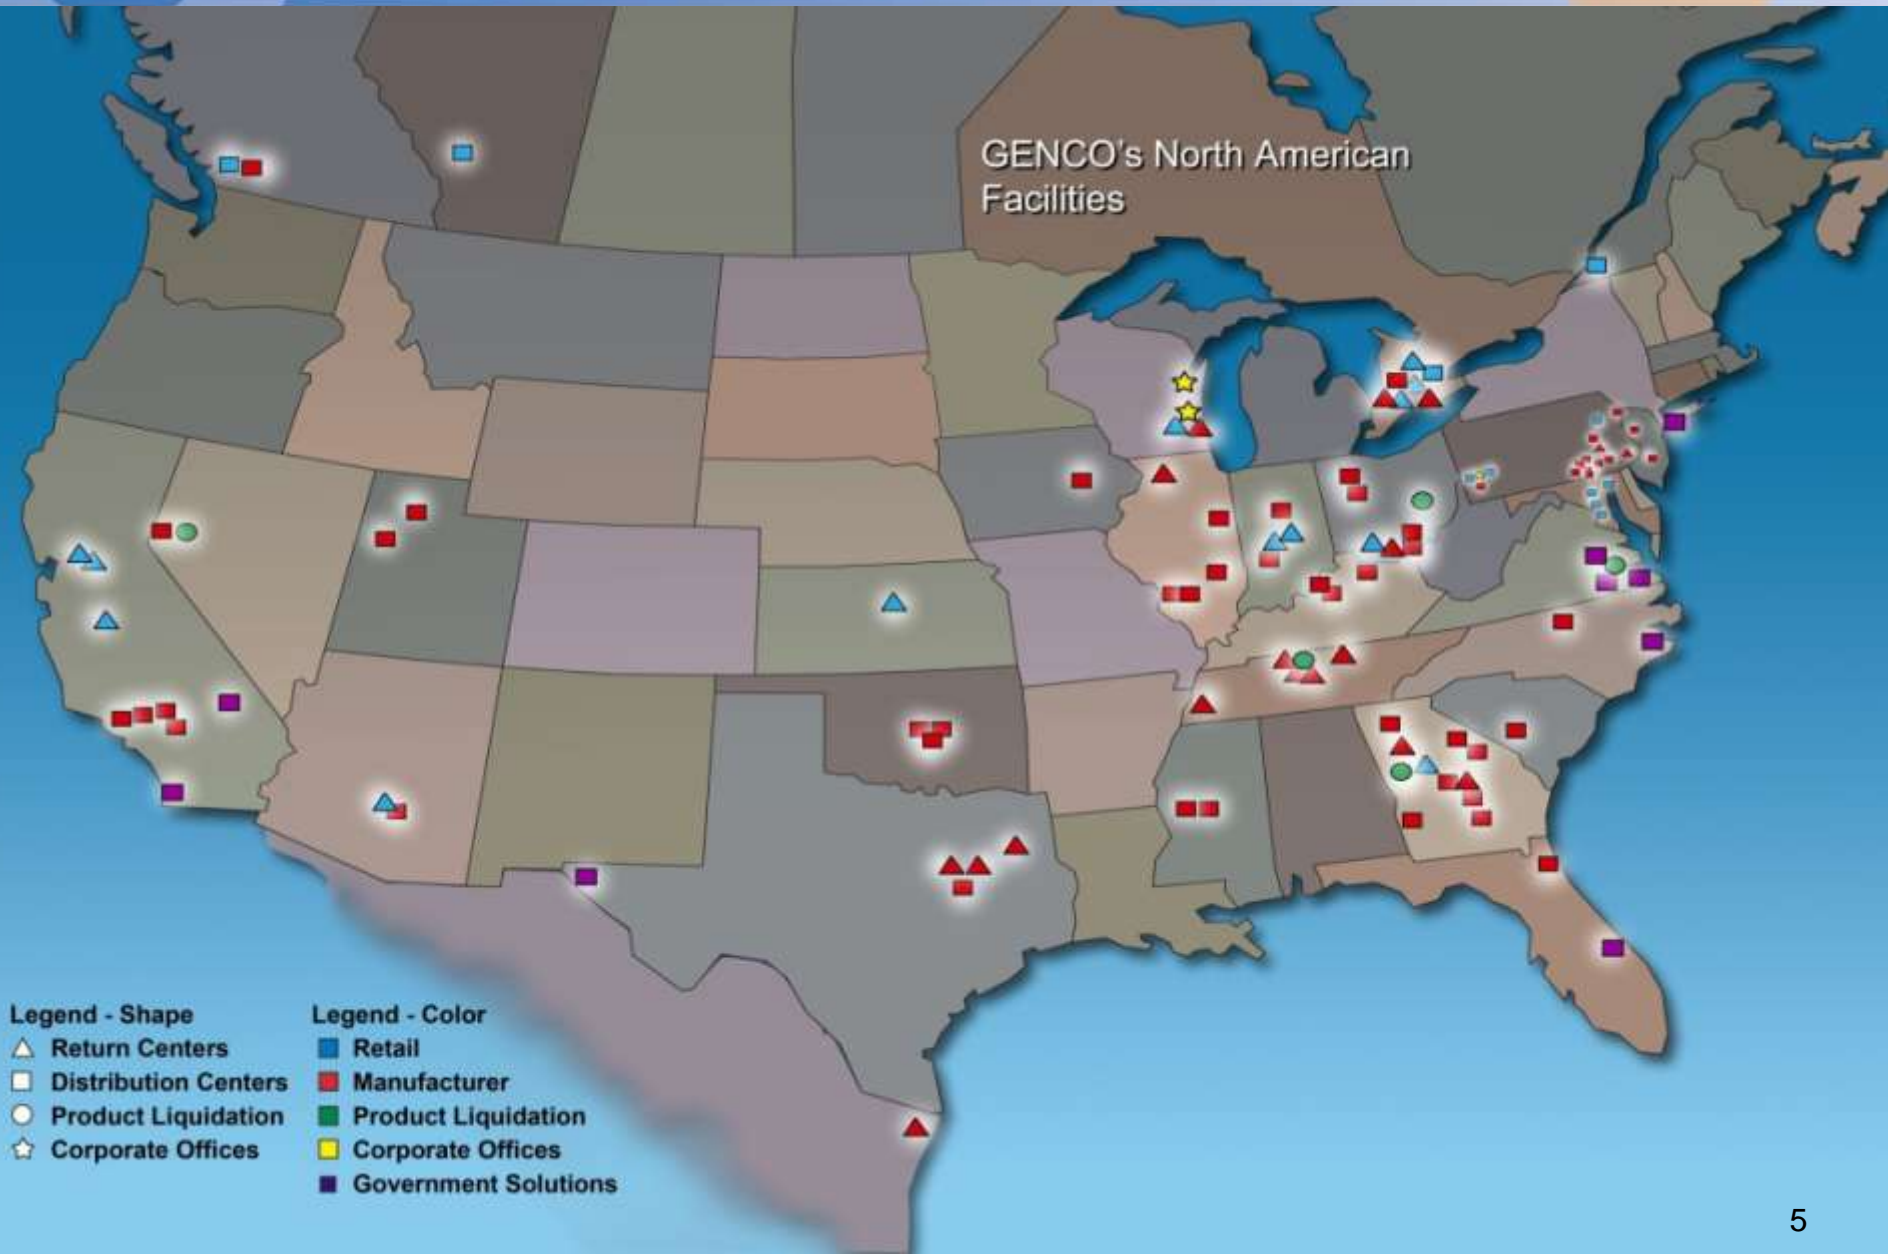 GENCO's North American
Facilities
Legend - Shape
Return Centers
Distribution Centers
Product Liquidation
Corporate Offices
Legend - Color
Retail
Manufacturer
Product Liquidation
Corporate Offices
Government Solutions
5